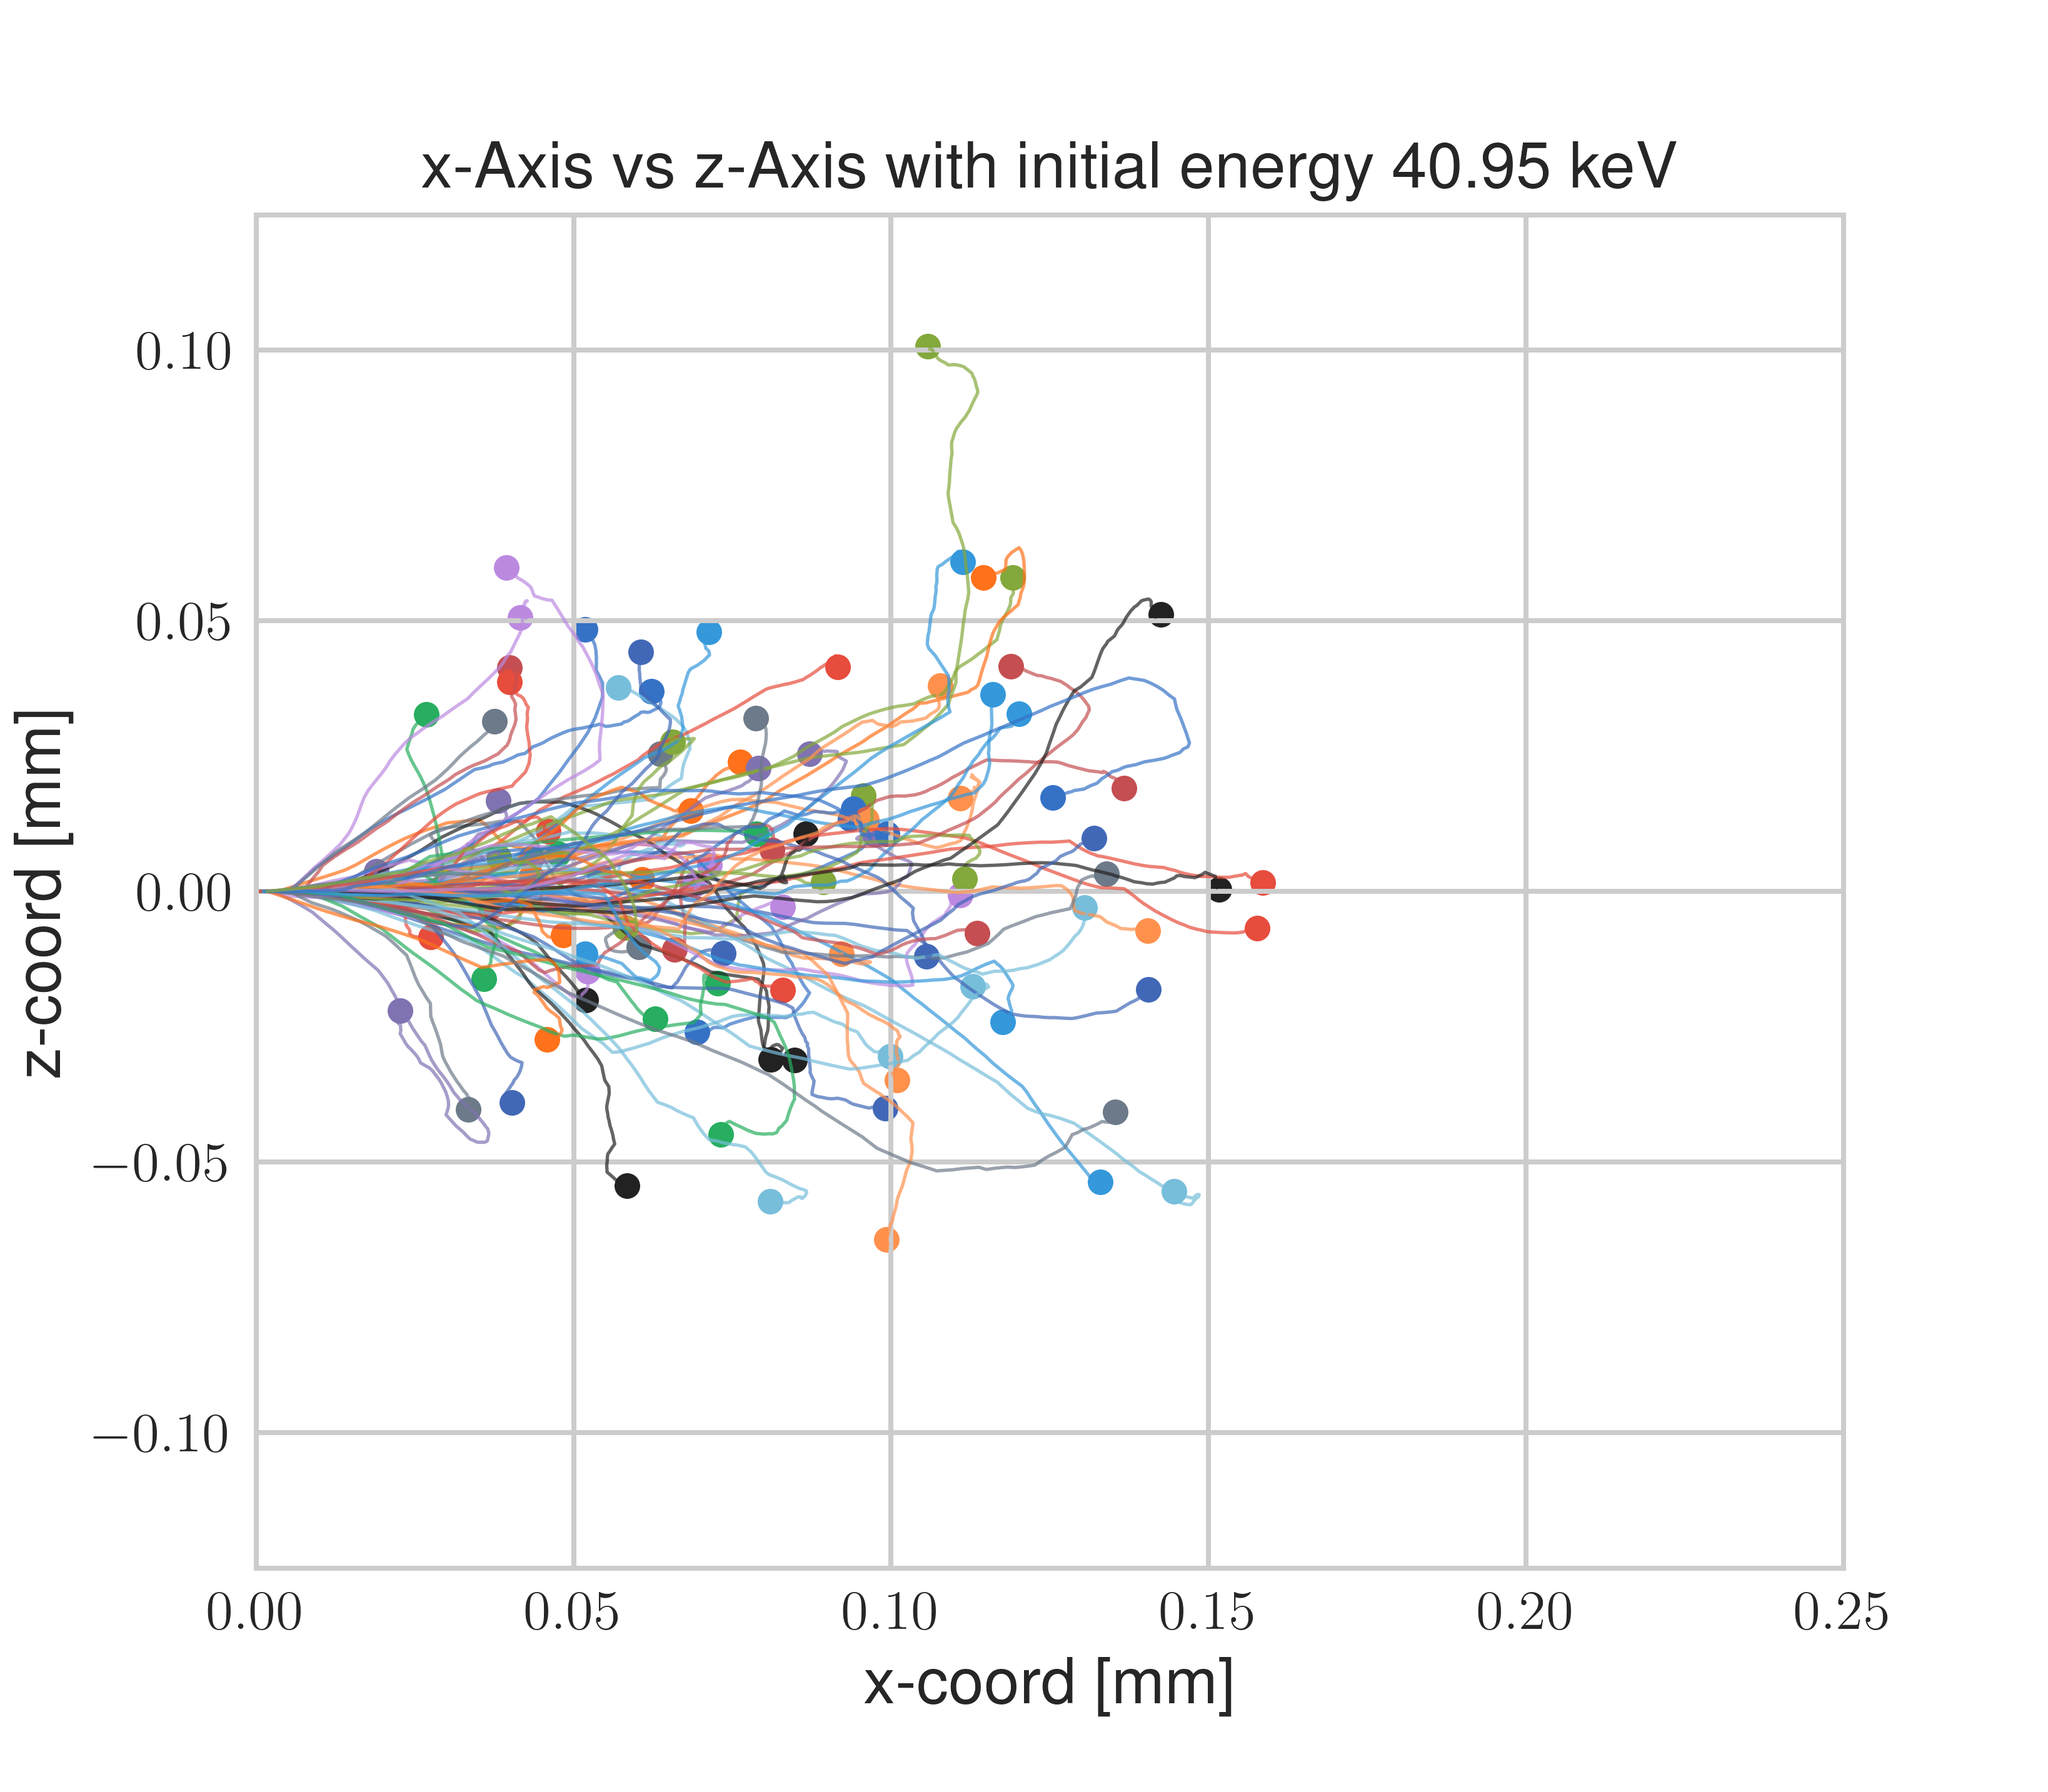 x-Axis vs z-Axis with initial energy 40.95 keV
0.10
0.05
0.00
−0.05
−0.10
z-coord [mm]
0.00 0.05 0.10 0.15 0.20 0.25
x-coord [mm]